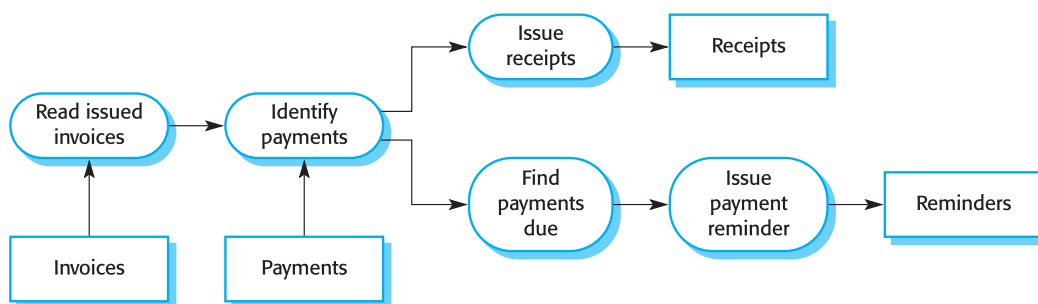 Issue
receipts
Receipts
Read issued
invoices
Identify
payments
Find
payments
due
Issue
payment
reminder
Reminders
Invoices
Payments